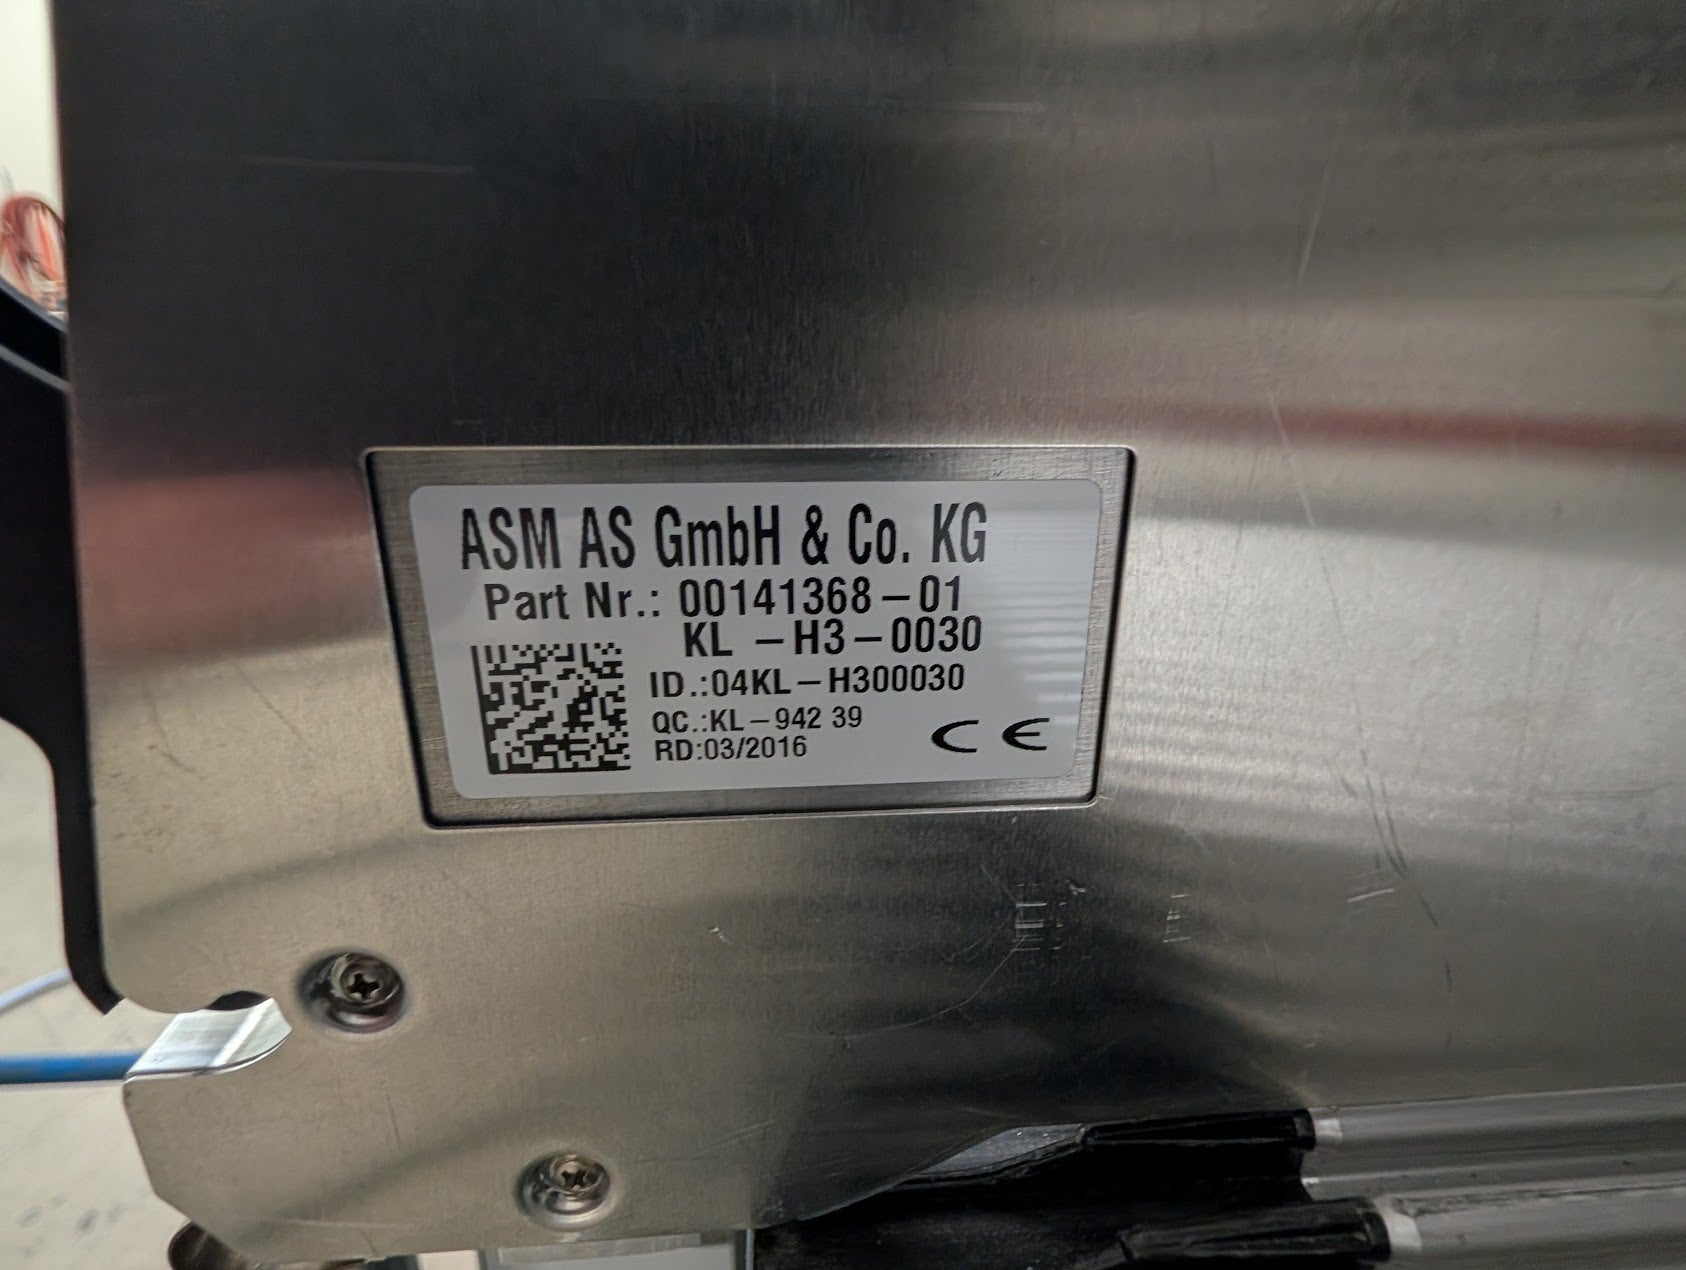 ASM AS GmbH & Co. KG
Part Nr.: 00141368-01
KL -H3-0030
ID.:04KL-H300030
QC.:KL-942 39
RD:03/2016
CE